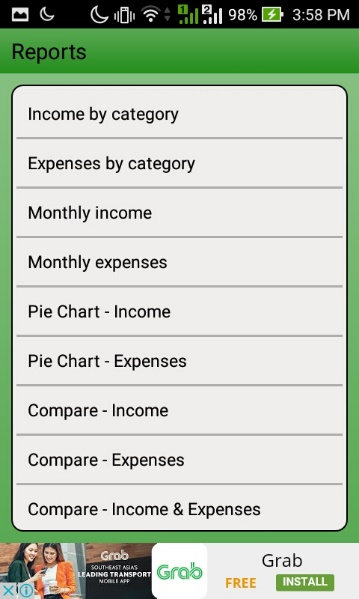 1 2 98% 3:58 PM
Reports
Income by category
Expenses by category
Monthly income
Monthly expenses
Pie Chart - Income
Pie Chart - Expenses
Compare - Income
Compare - Expenses
Compare - Income & Expenses
Grab
SOUTHEAST ASIA'S
LEADING TRANSPORT
MOBILE APP
Grab
Grab
FREE INSTALL